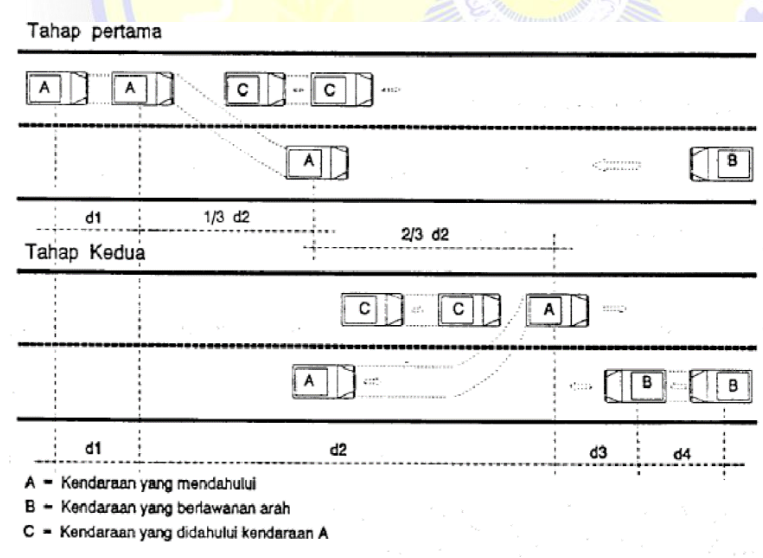 Tahap pertama
A A C C
A B
d1 1/3 d2
2/3 d2
Tahap Kedua
C C A
A B B
d1 d2 d3 d4
A = Kendaraan yang mendahului
B = Kendaraan yang berlawanan arah
C = Kendaraan yang didahului kendaraan A